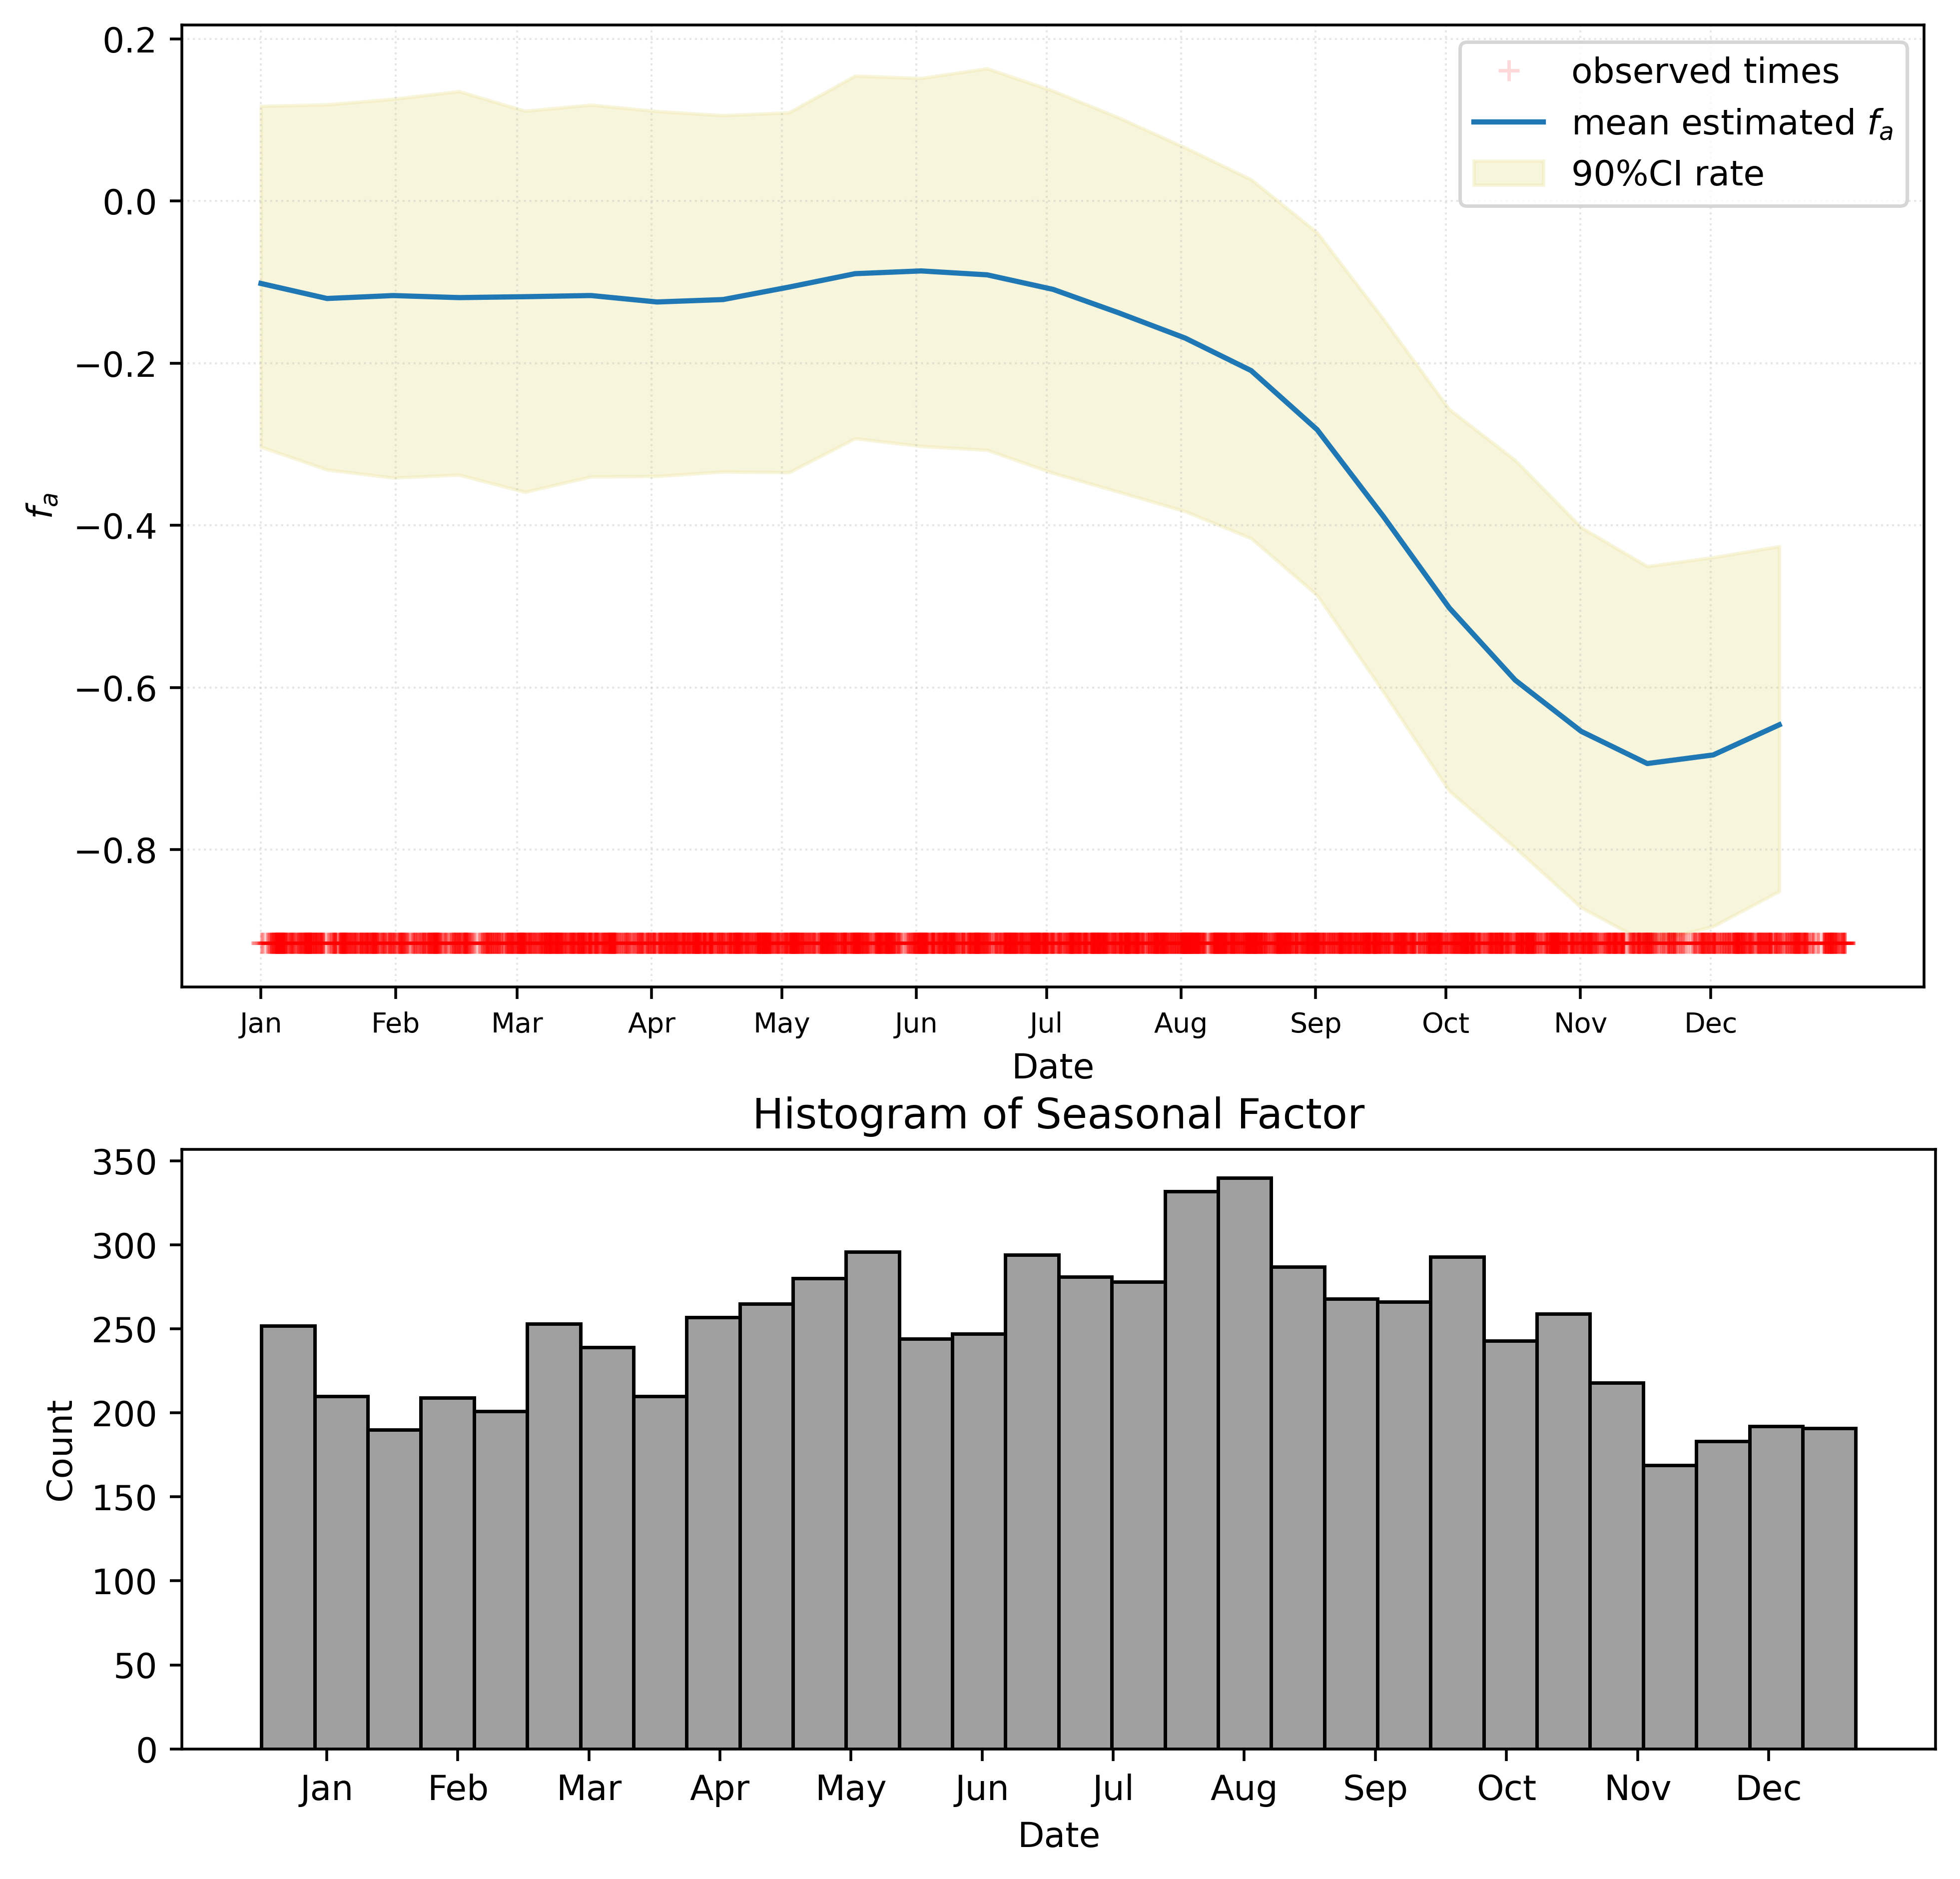 0.2
0.0
−0.2
−0.4
−0.6
−0.8
f_a
observed times
mean estimated f_a
90%CI rate
Jan Feb Mar Apr May Jun Jul Aug Sep Oct Nov Dec
Date
Histogram of Seasonal Factor
350
300
250
200
150
100
50
0
Count
Jan Feb Mar Apr May Jun Jul Aug Sep Oct Nov Dec
Date